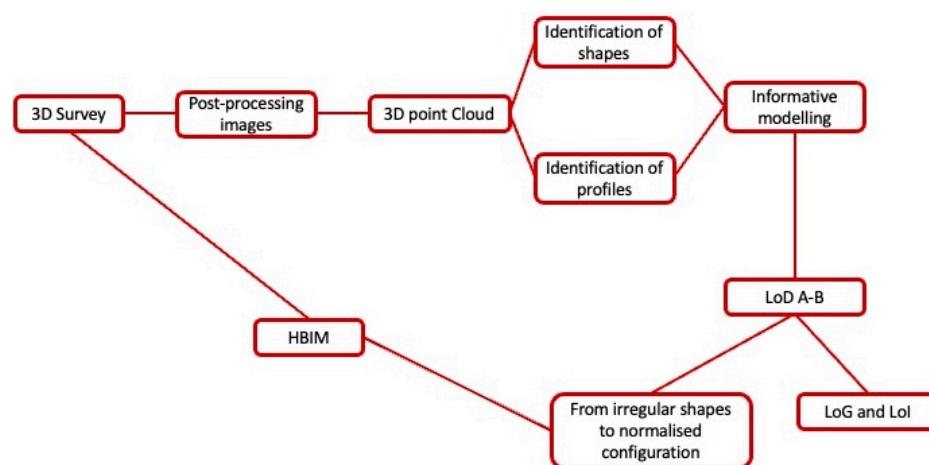 Identification of
shapes
3D Survey
Post-processing
images
3D point Cloud
Informative
modelling
Identification of
profiles
LoD A-B
HBIM
From irregular shapes
to normalised
configuration
LoG and LoI